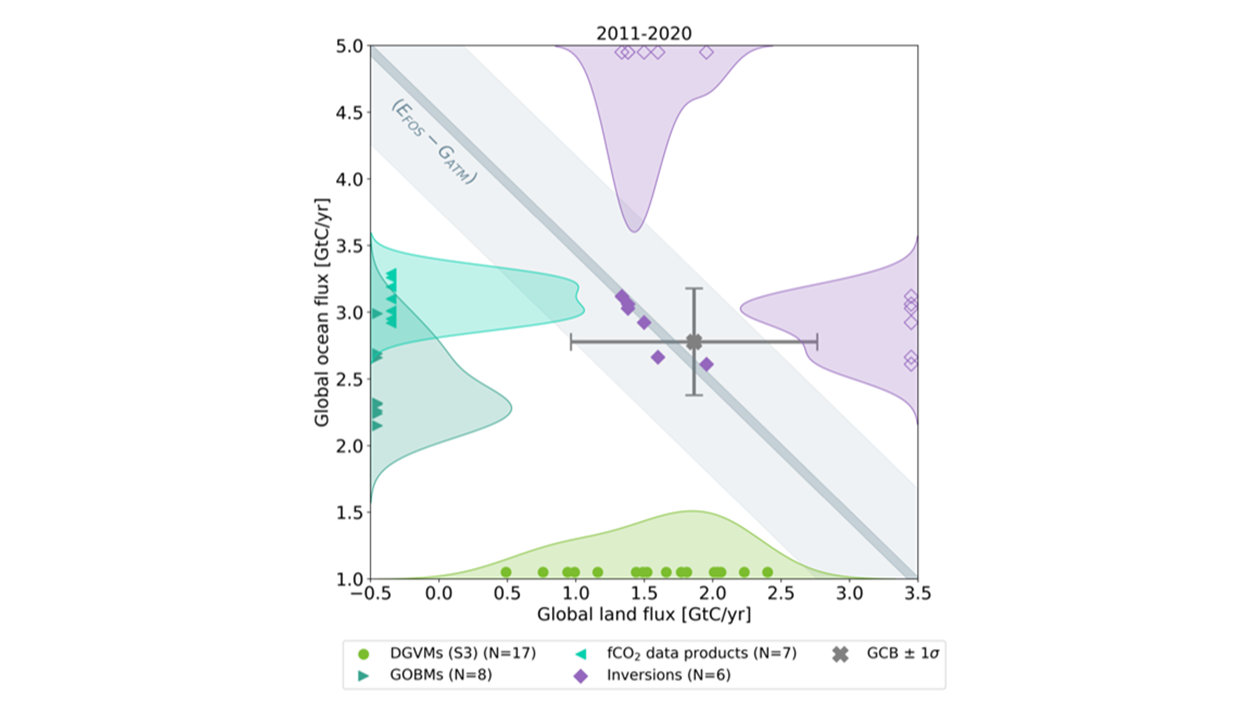 2011-2020
5.0
4.5
4.0
3.5
3.0
2.5
2.0
1.5
1.0
Global ocean flux [GtC/yr]
(E_FOS − G_ATM)
−0.5 0.0 0.5 1.0 1.5 2.0 2.5 3.0 3.5
Global land flux [GtC/yr]
DGVMs (S3) (N=17) fCO₂ data products (N=7) GCB ± 1σ
GOBMs (N=8) Inversions (N=6)